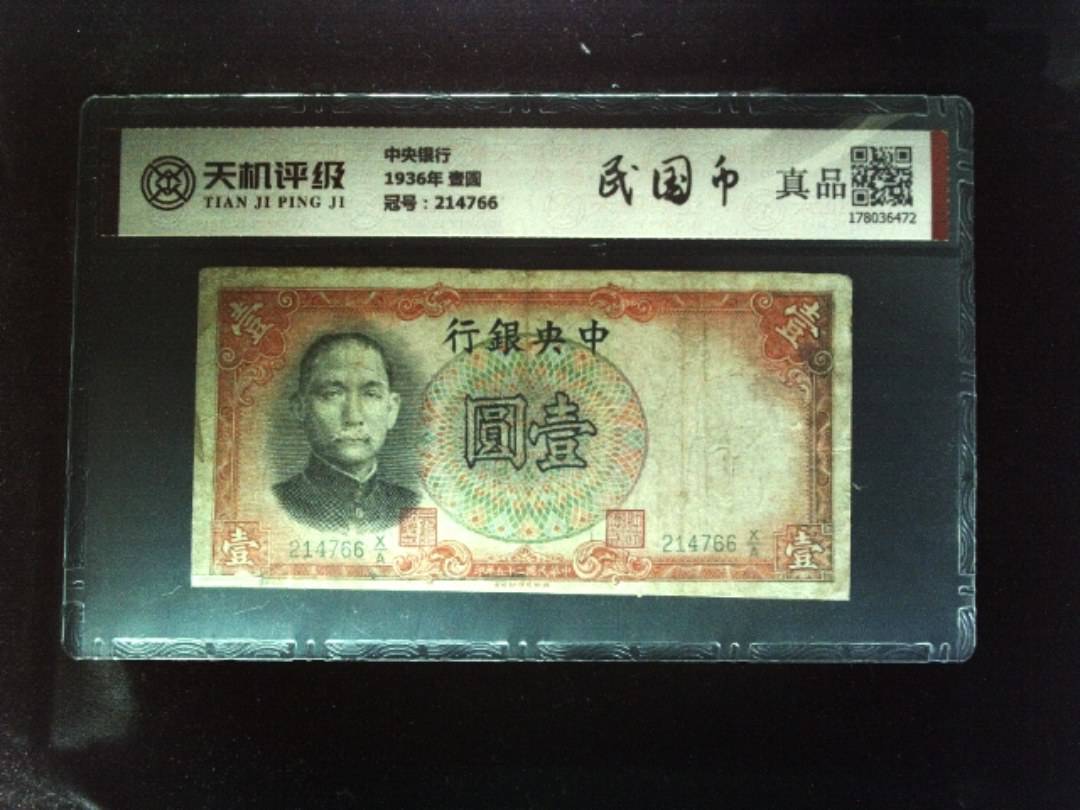 天机评级
TIAN JI PING JI
中央银行
1936年 壹圆
冠号：214766
民国币
真品
178036472
壹
壹
行銀央中
圓壹
壹
214766 X/A
214766 X/A
壹